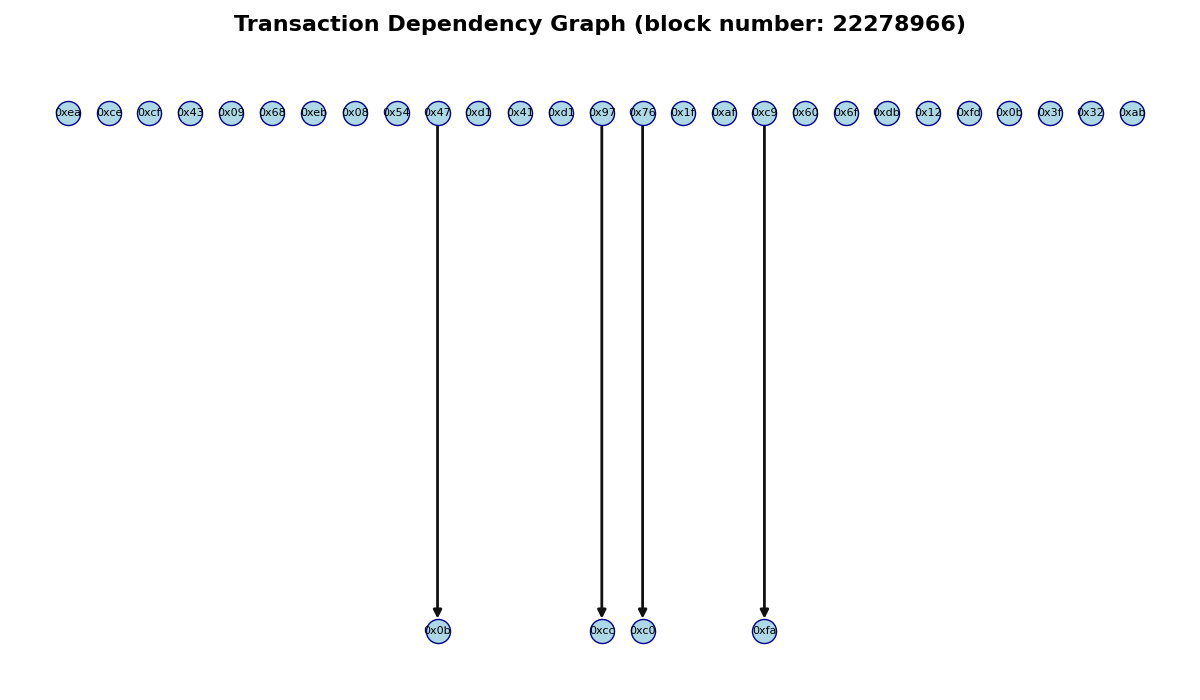 Transaction Dependency Graph (block number: 22278966)
0xea 0xce 0xcf 0x43 0x09 0x68 0xeb 0x08 0x54 0x47 0xd1 0x41 0xd1 0x97 0x76 0x1f 0xaf 0xc9 0x60 0x6f 0xdb 0x12 0xfd 0x0b 0x3f 0x32 0xab
0x0b 0xcc 0xc0 0xfa